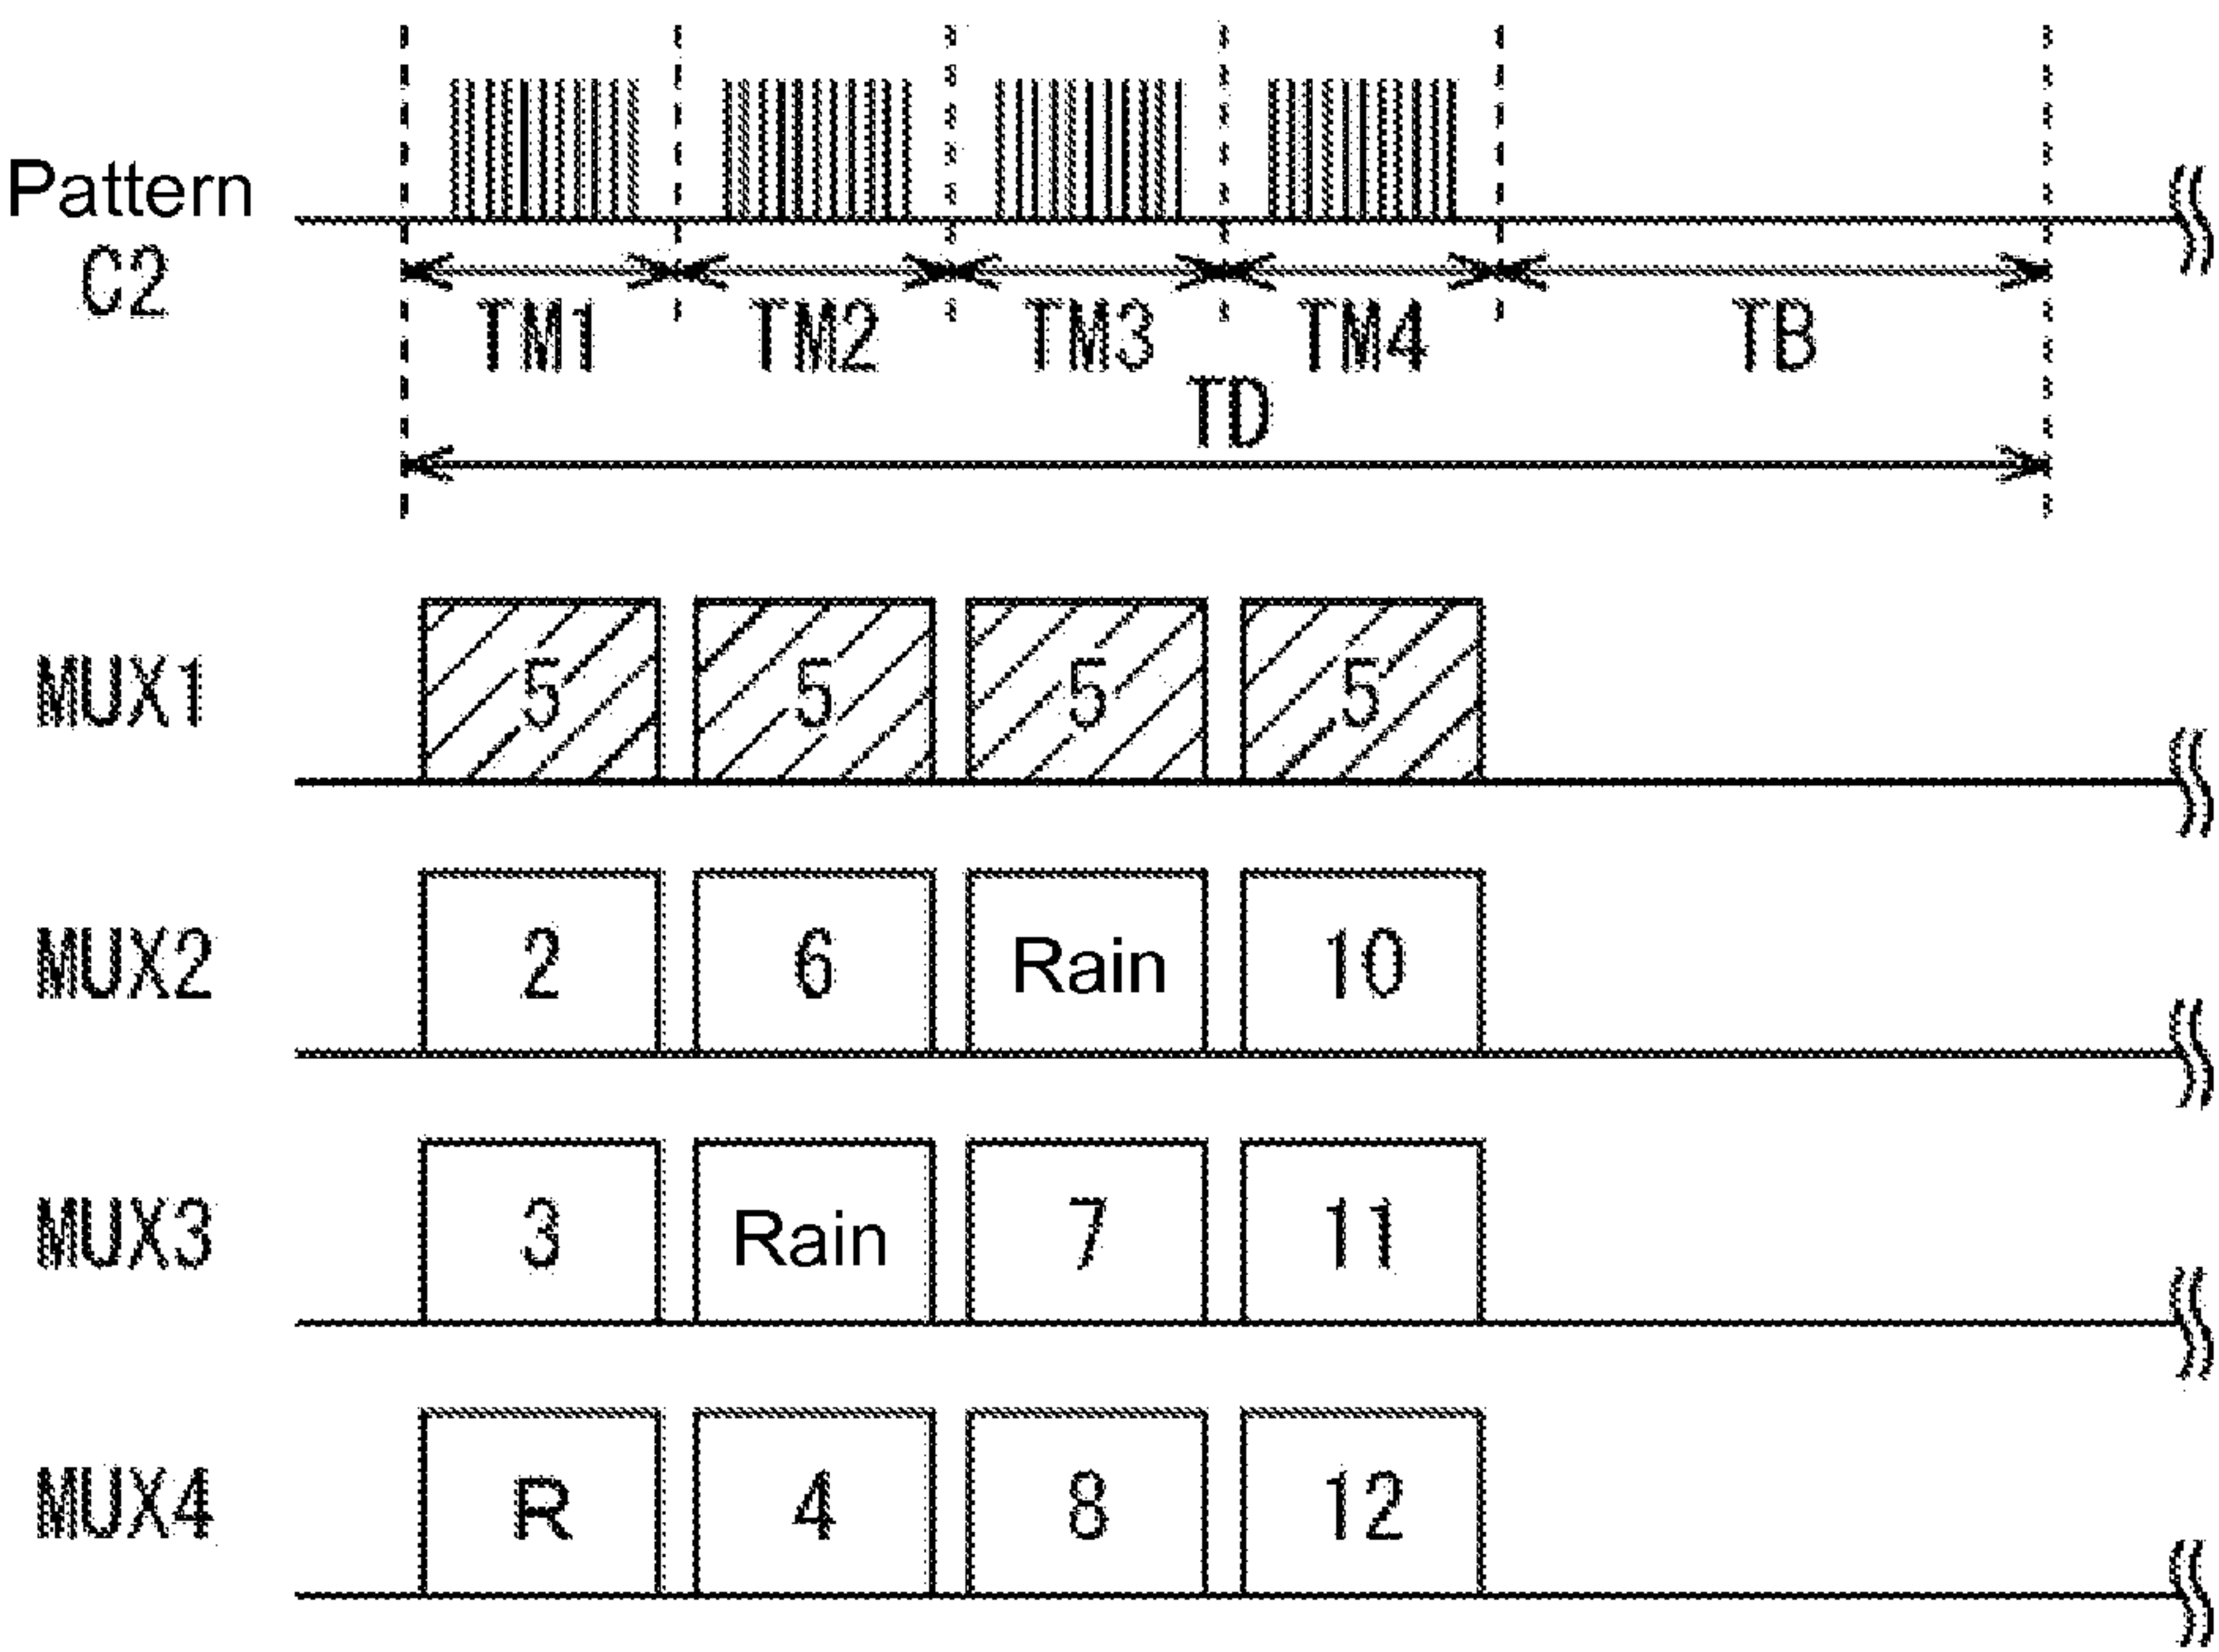 Pattern
C2
TM1 TM2 TM3 TM4 TB
TD
MUX1 5 5 5 5
MUX2 2 6 Rain 10
MUX3 3 Rain 7 11
MUX4 R 4 8 12